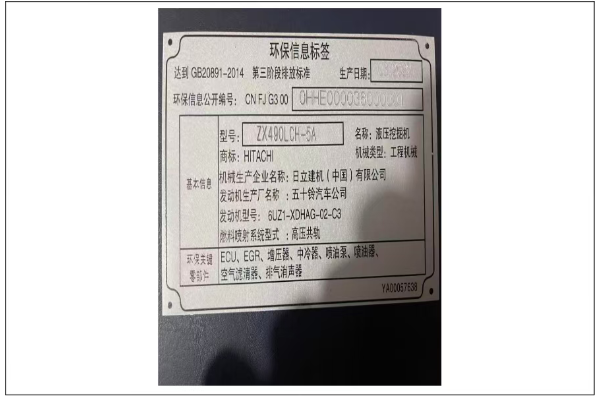 环保信息标签
达到 GB20891-2014 第三阶段排放标准 生产日期:
环保信息公开编号: CN FJ G3 00
型号: ZX490LCH-5A 名称: 液压挖掘机
商标: HITACHI 机械类型: 工程机械
机械生产企业名称: 日立建机(中国)有限公司
基本信息 发动机生产厂名称: 五十铃汽车公司
发动机型号: 6UZ1-XDHAG-02-C3
燃料喷射系统型式: 高压共轨
环保关键 ECU、EGR、增压器、中冷器、喷油泵、喷油器、
零部件 空气滤清器、排气消声器
YA00057538